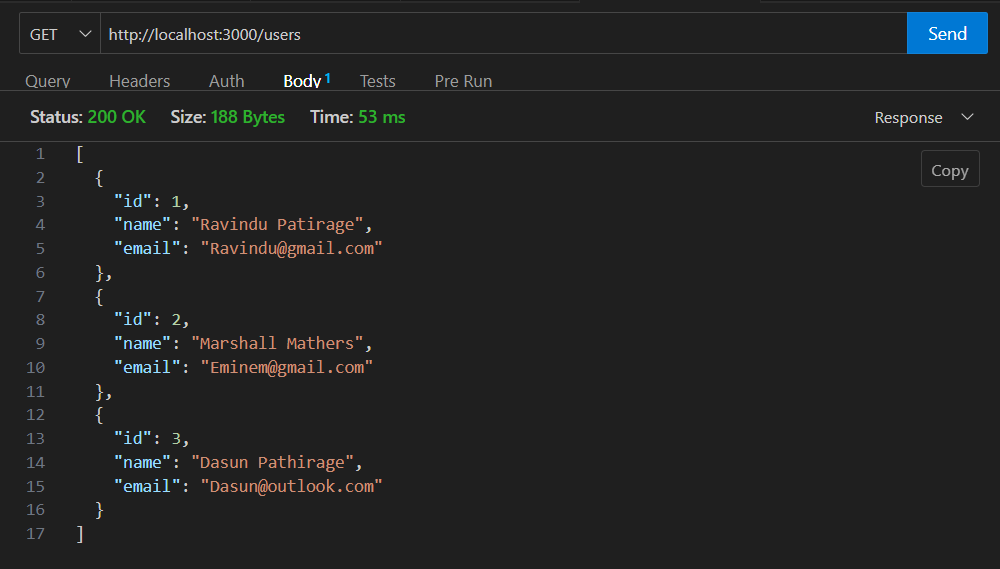 GET http://localhost:3000/users Send
Query Headers Auth Body 1 Tests Pre Run
Status: 200 OK Size: 188 Bytes Time: 53 ms Response
Copy
1 [
2 {
3 "id": 1,
4 "name": "Ravindu Patirage",
5 "email": "Ravindu@gmail.com"
6 },
7 {
8 "id": 2,
9 "name": "Marshall Mathers",
10 "email": "Eminem@gmail.com"
11 },
12 {
13 "id": 3,
14 "name": "Dasun Pathirage",
15 "email": "Dasun@outlook.com"
16 }
17 ]